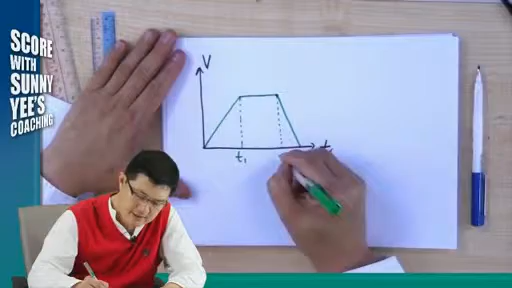 SCORE
WITH
SUNNY
YEE'S
COACHING
V
t
t₁